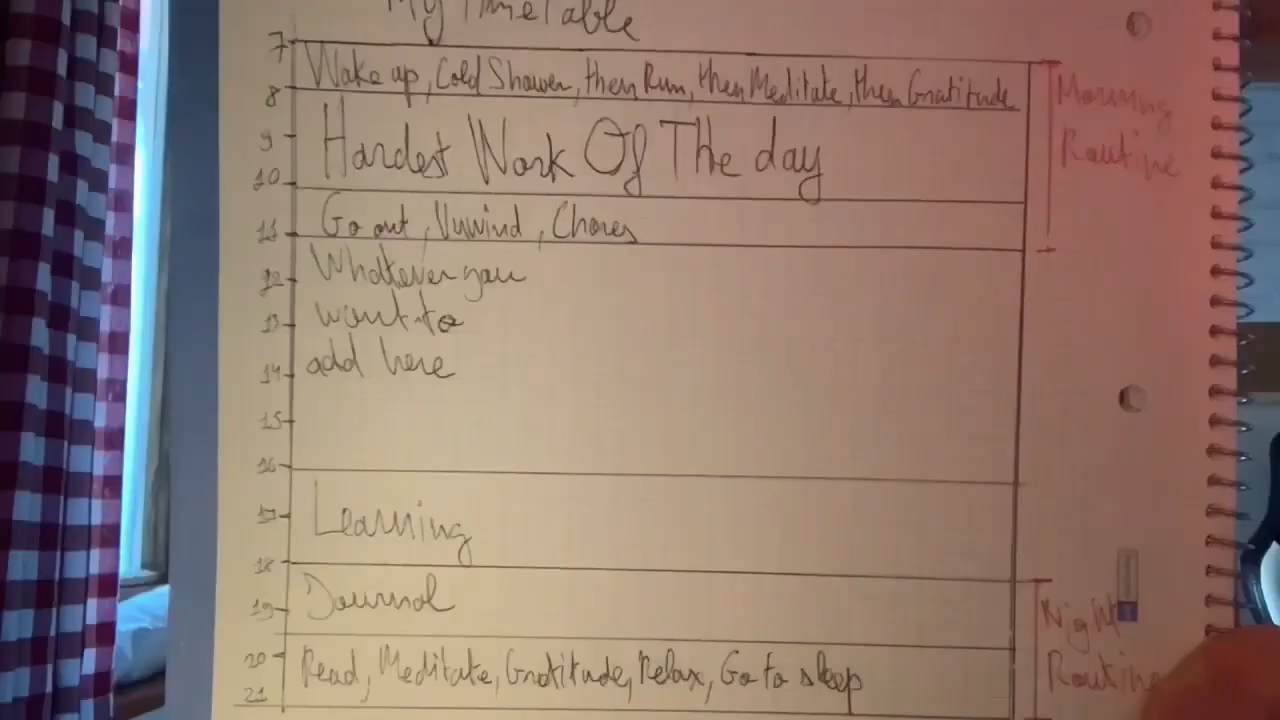 My TimeTable
7
Wake up, Cold Shower, then Run, then Meditate, then Gratitude
8
9
Hardest Work Of The day
10
Go out, Unwind, Chores
11
Whatever you
12
want to
13
add here
14
15
16
17
Learning
18
Journal
19
20
Read, Meditate, Gratitude, Relax, Go to sleep
21
Morning
Routine
Night
Routine